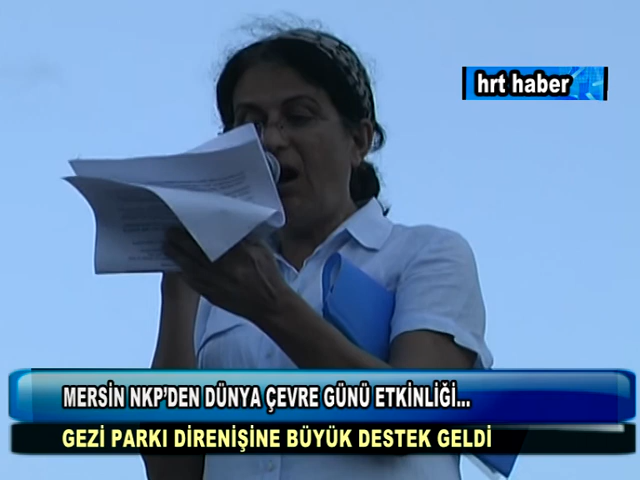 hrt haber
MERSİN NKP'DEN DÜNYA ÇEVRE GÜNÜ ETKİNLİĞİ...
GEZİ PARKI DİRENİŞİNE BÜYÜK DESTEK GELDİ